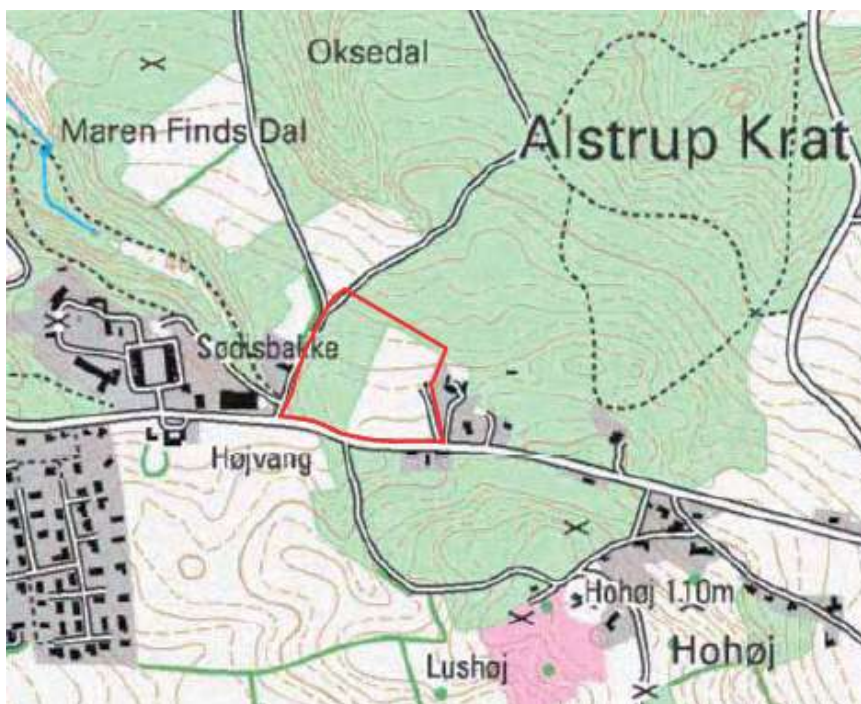 Oksedal
Maren Finds Dal
Alstrup Krat
Sødisbakke
Højvang
Hohøj 110m
Hohøj
Lushøj